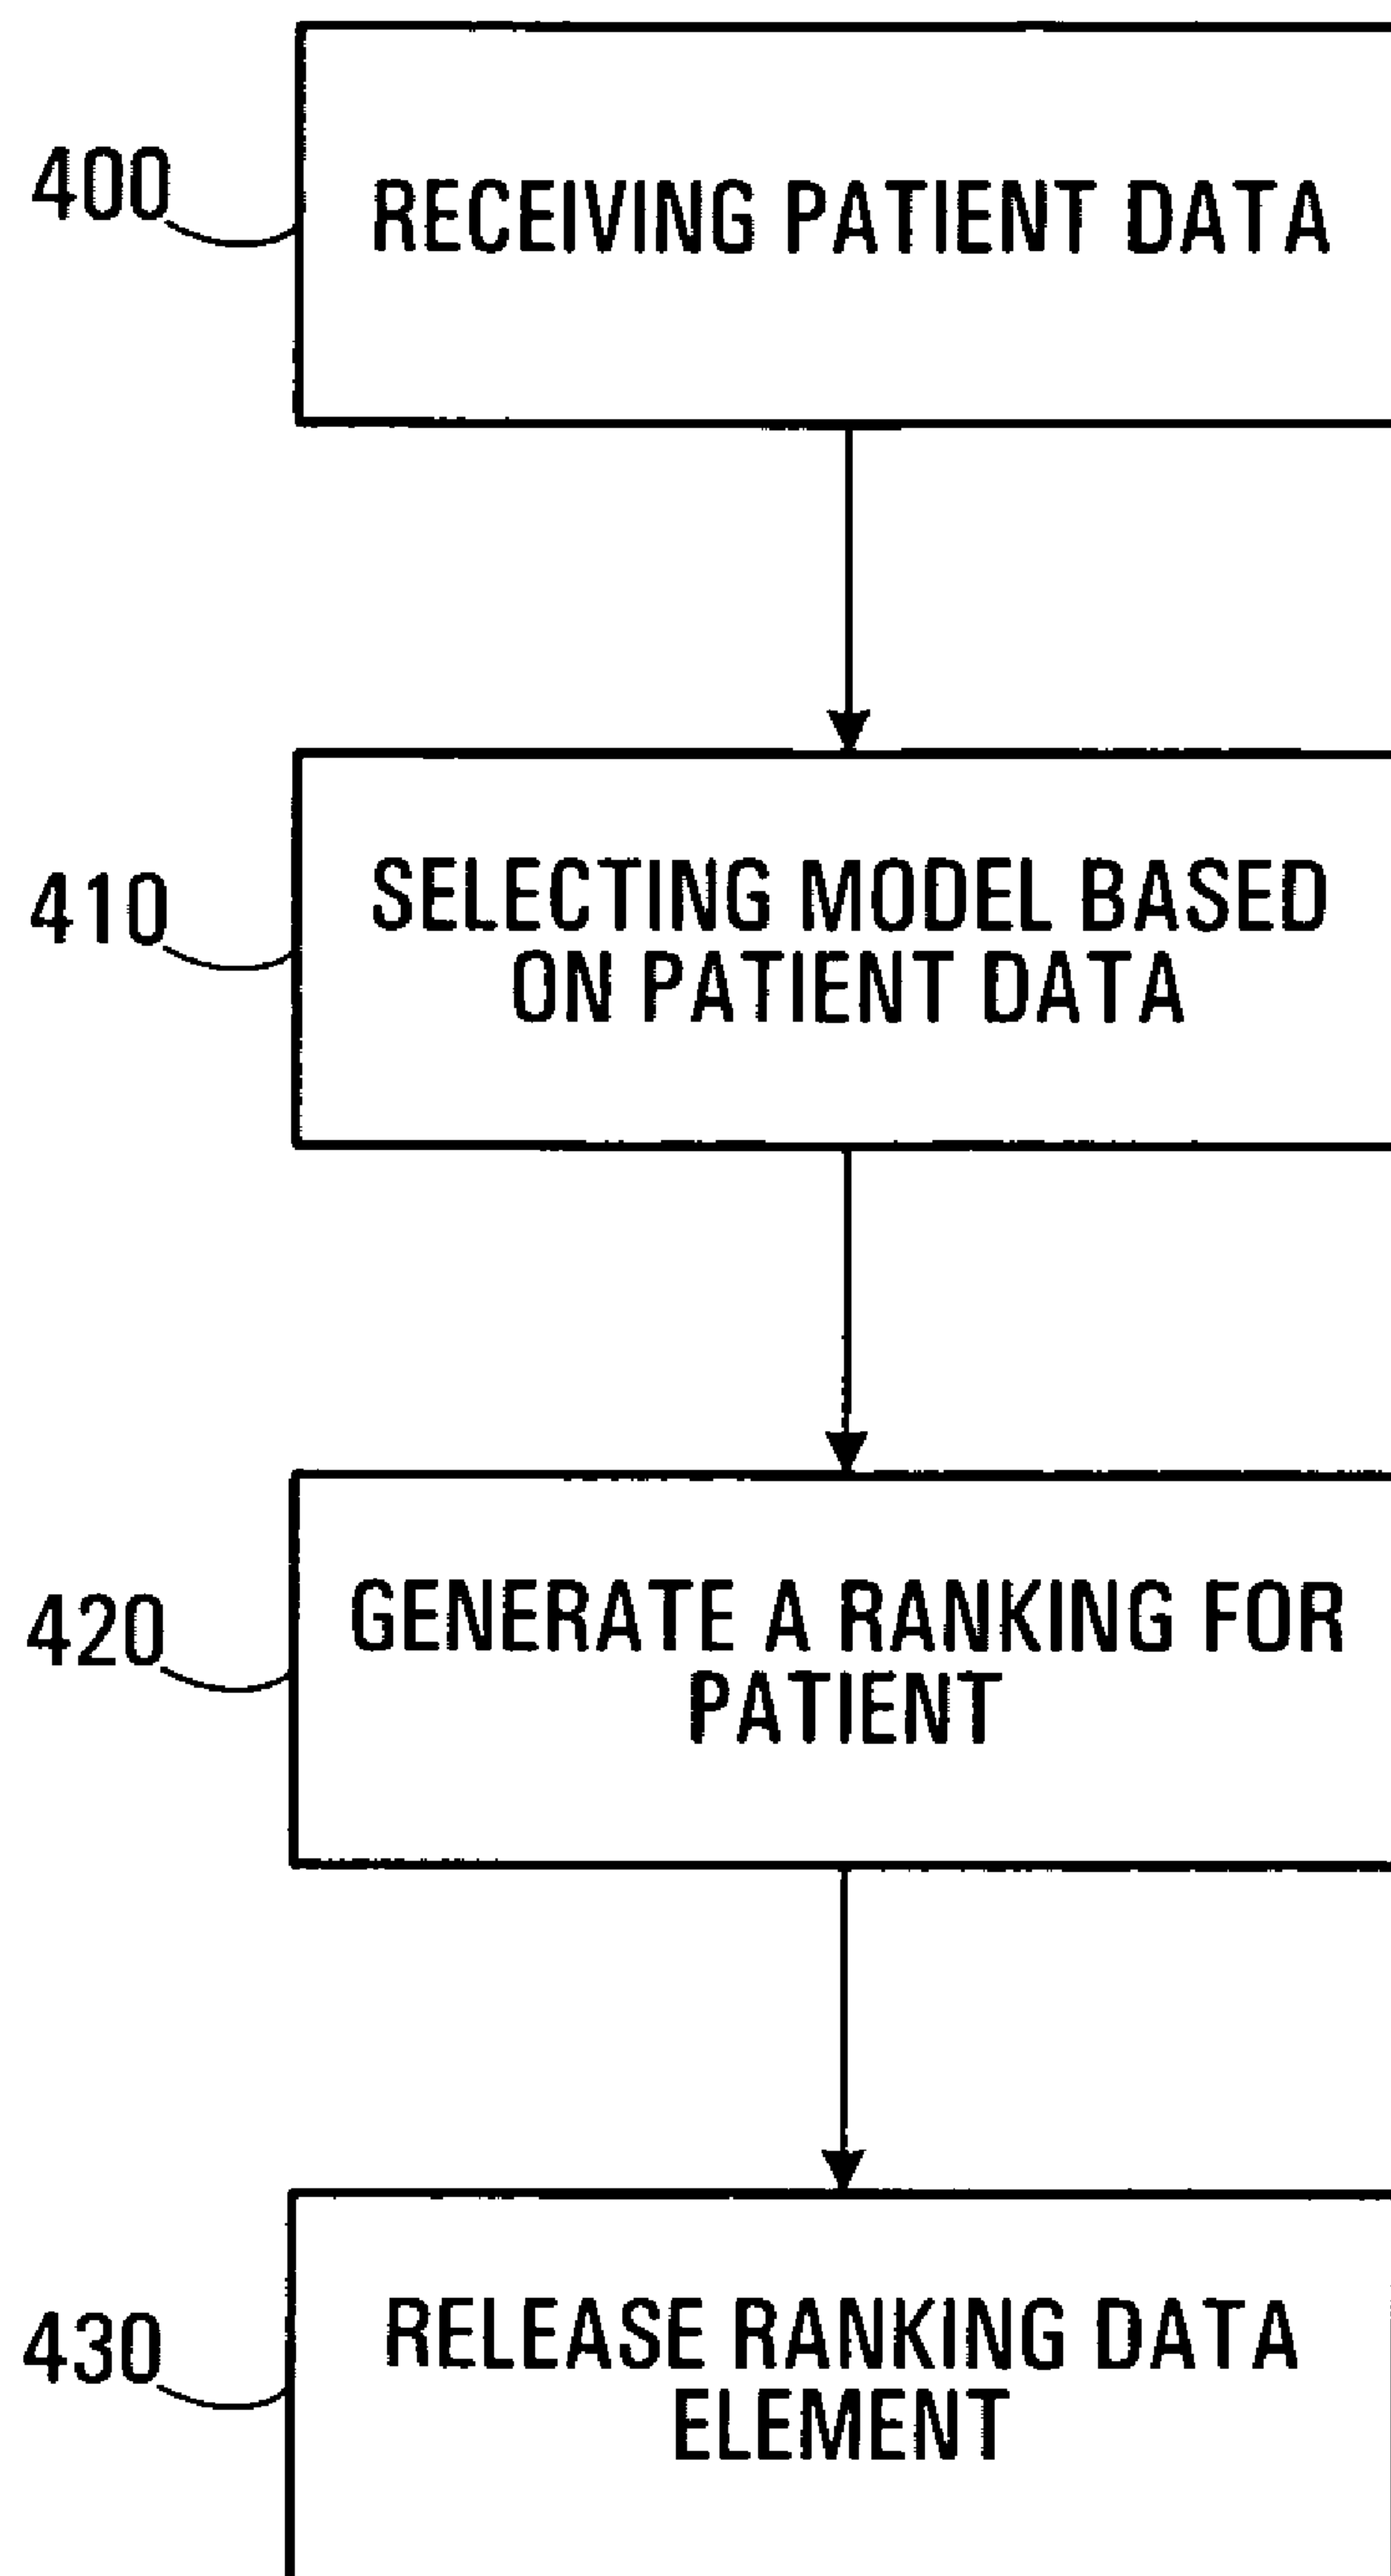 400
RECEIVING PATIENT DATA
410
SELECTING MODEL BASED
ON PATIENT DATA
420
GENERATE A RANKING FOR
PATIENT
430
RELEASE RANKING DATA
ELEMENT